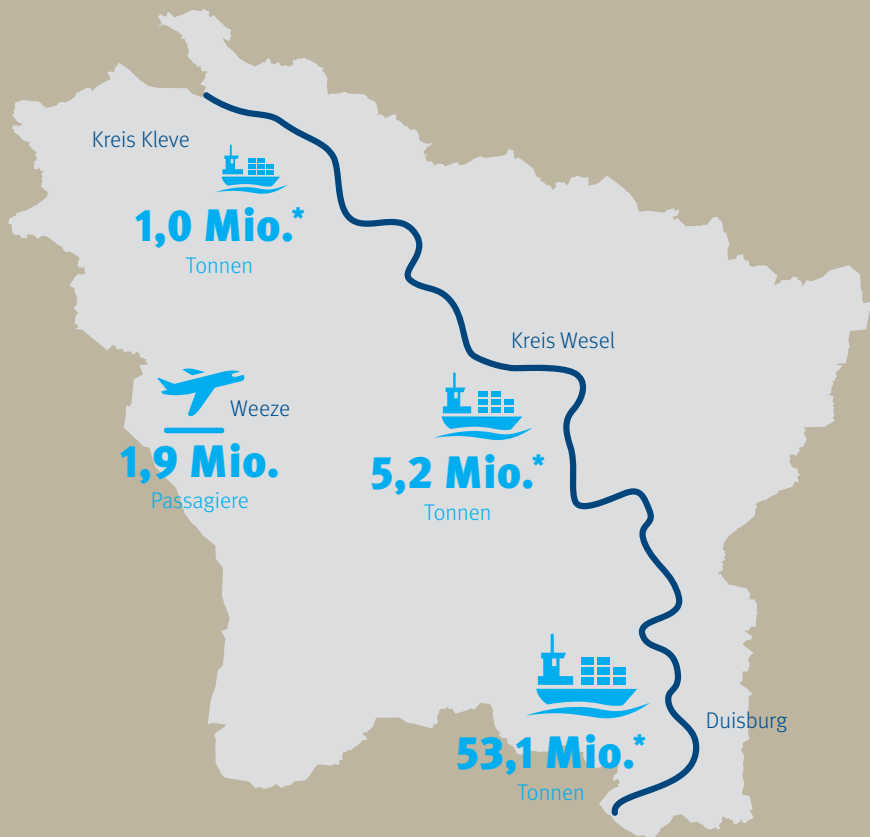 Kreis Kleve
1,0 Mio.*
Tonnen
Kreis Wesel
Weeze
1,9 Mio.
Passagiere
5,2 Mio.*
Tonnen
Duisburg
53,1 Mio.*
Tonnen